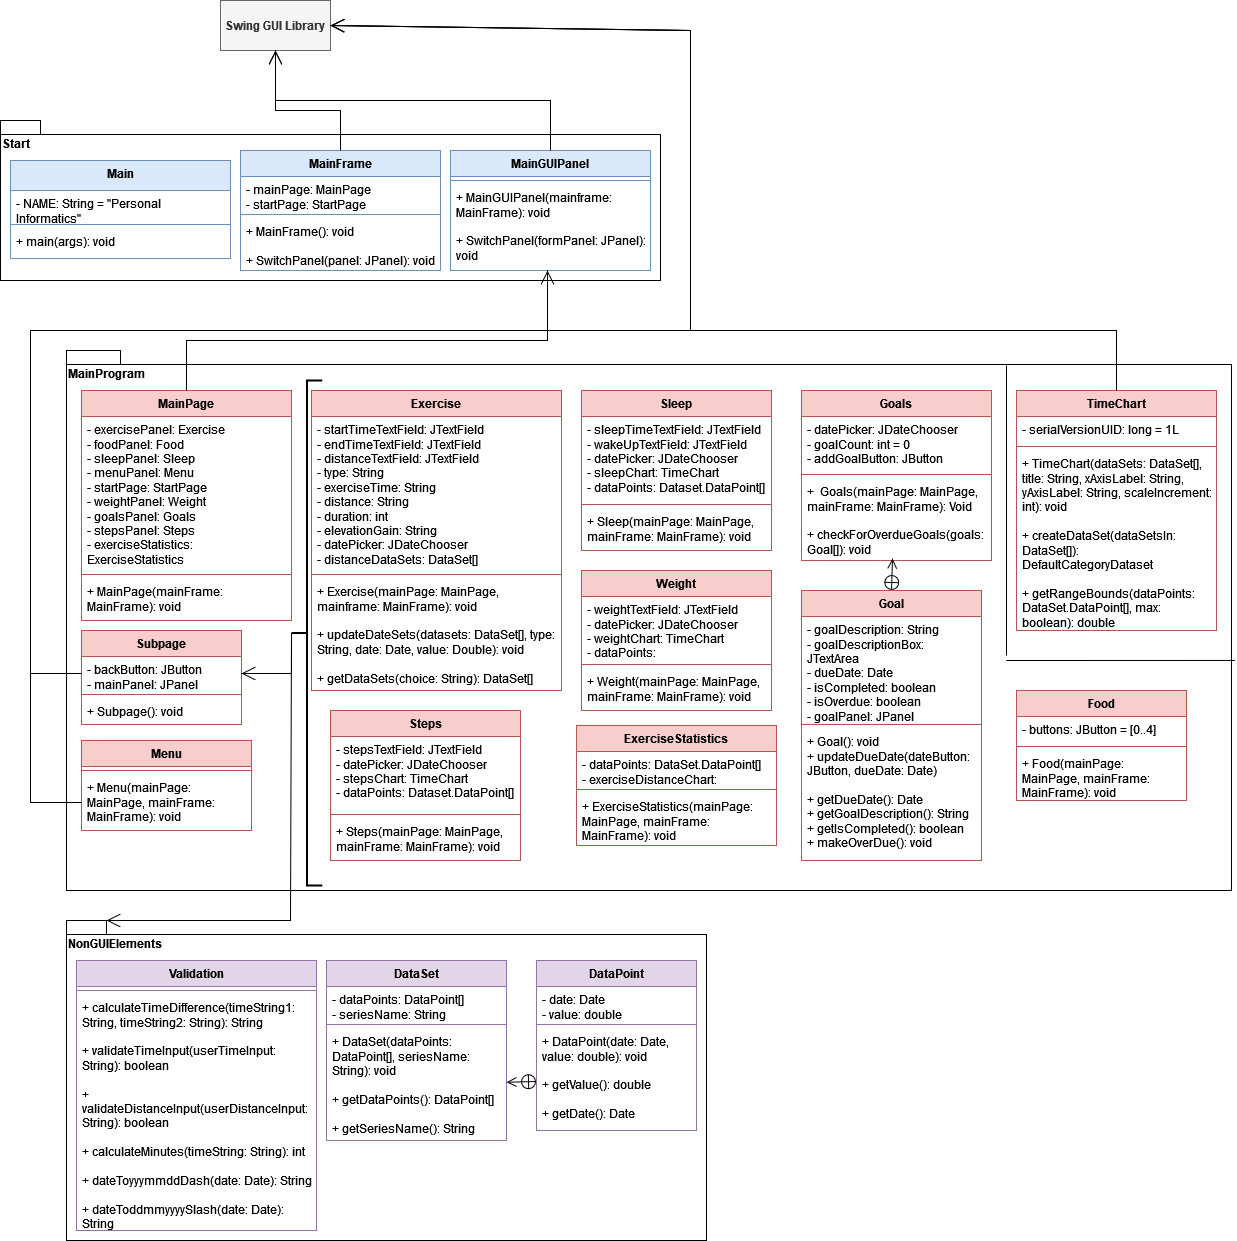 Swing GUI Library
Start
Main
- NAME: String = "Personal
Informatics"
+ main(args): void
MainFrame
- mainPage: MainPage
- startPage: StartPage
+ MainFrame(): void
+ SwitchPanel(panel: JPanel): void
MainGUIPanel
+ MainGUIPanel(mainframe:
MainFrame): void
+ SwitchPanel(formPanel: JPanel):
void
MainProgram
MainPage
- exercisePanel: Exercise
- foodPanel: Food
- sleepPanel: Sleep
- menuPanel: Menu
- startPage: StartPage
- weightPanel: Weight
- goalsPanel: Goals
- stepsPanel: Steps
- exerciseStatistics:
ExerciseStatistics
+ MainPage(mainFrame:
MainFrame): void
Subpage
- backButton: JButton
- mainPanel: JPanel
+ Subpage(): void
Menu
+ Menu(mainPage:
MainPage, mainFrame:
MainFrame): void
Exercise
- startTimeTextField: JTextField
- endTimeTextField: JTextField
- distanceTextField: JTextField
- type: String
- exerciseTime: String
- distance: String
- duration: int
- elevationGain: String
- datePicker: JDateChooser
- distanceDataSets: DataSet[]
+ Exercise(mainPage: MainPage,
mainframe: MainFrame): void
+ updateDateSets(datasets: DataSet[], type:
String, date: Date, value: Double): void
+ getDataSets(choice: String): DataSet[]
Steps
- stepsTextField: JTextField
- datePicker: JDateChooser
- stepsChart: TimeChart
- dataPoints: Dataset.DataPoint[]
+ Steps(mainPage: MainPage,
mainFrame: MainFrame): void
Sleep
- sleepTimeTextField: JTextField
- wakeUpTextField: JTextField
- datePicker: JDateChooser
- sleepChart: TimeChart
- dataPoints: Dataset.DataPoint[]
+ Sleep(mainPage: MainPage,
mainFrame: MainFrame): void
Weight
- weightTextField: JTextField
- datePicker: JDateChooser
- weightChart: TimeChart
- dataPoints:
+ Weight(mainPage: MainPage,
mainFrame: MainFrame): void
ExerciseStatistics
- dataPoints: DataSet.DataPoint[]
- exerciseDistanceChart:
+ ExerciseStatistics(mainPage:
MainPage, mainFrame:
MainFrame): void
Goals
- datePicker: JDateChooser
- goalCount: int = 0
- addGoalButton: JButton
+ Goals(mainPage: MainPage,
mainFrame: MainFrame): Void
+ checkForOverdueGoals(goals:
Goal[]): void
Goal
- goalDescription: String
- goalDescriptionBox:
JTextArea
- dueDate: Date
- isCompleted: boolean
- isOverdue: boolean
- goalPanel: JPanel
+ Goal(): void
+ updateDueDate(dateButton:
JButton, dueDate: Date)
+ getDueDate(): Date
+ getGoalDescription(): String
+ getIsCompleted(): boolean
+ makeOverDue(): void
TimeChart
- serialVersionUID: long = 1L
+ TimeChart(dataSets: DataSet[],
title: String, xAxisLabel: String,
yAxisLabel: String, scaleIncrement:
int): void
+ createDataSet(dataSetsIn:
DataSet[]):
DefaultCategoryDataset
+ getRangeBounds(dataPoints:
DataSet.DataPoint[], max:
boolean): double
Food
- buttons: JButton = [0..4]
+ Food(mainPage:
MainPage, mainFrame:
MainFrame): void
NonGUIElements
Validation
+ calculateTimeDifference(timeString1:
String, timeString2: String): String
+ validateTimeInput(userTimeInput:
String): boolean
+
validateDistanceInput(userDistanceInput:
String): boolean
+ calculateMinutes(timeString: String): int
+ dateToyyymmddDash(date: Date): String
+ dateToddmmyyyySlash(date: Date):
String
DataSet
- dataPoints: DataPoint[]
- seriesName: String
+ DataSet(dataPoints:
DataPoint[], seriesName:
String): void
+ getDataPoints(): DataPoint[]
+ getSeriesName(): String
DataPoint
- date: Date
- value: double
+ DataPoint(date: Date,
value: double): void
+ getValue(): double
+ getDate(): Date